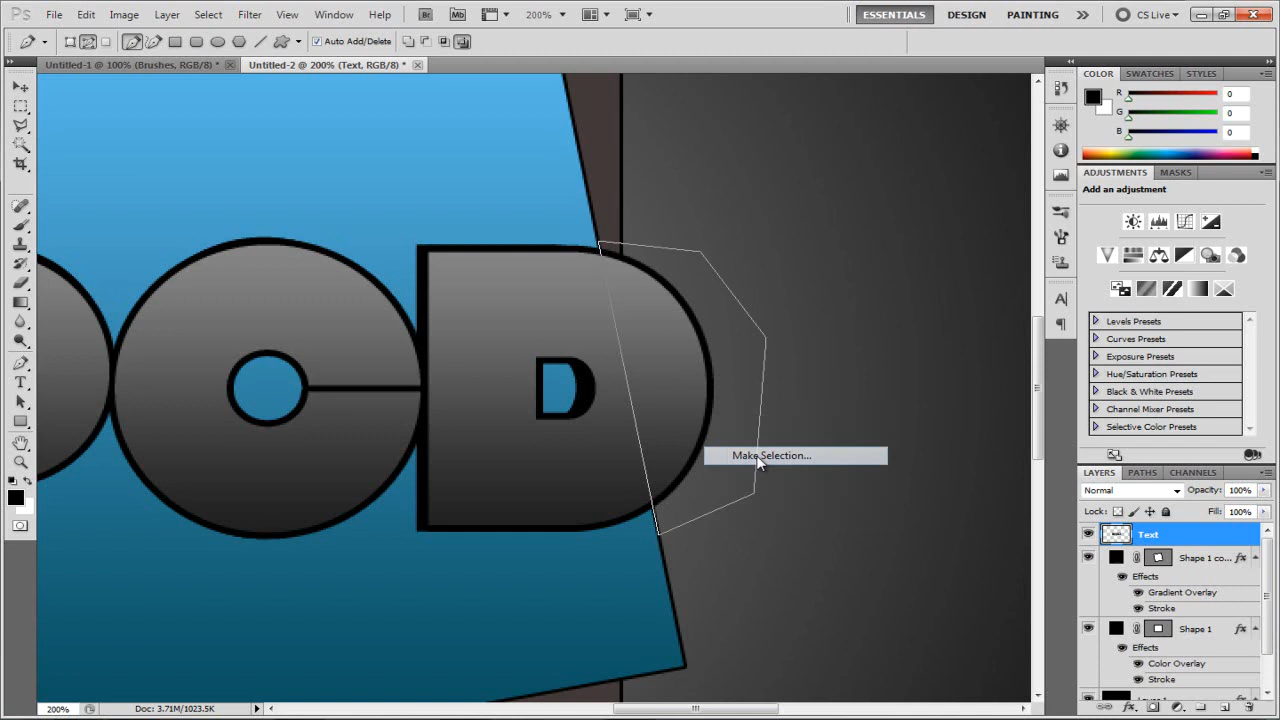 Ps File Edit Image Layer Select Filter View Window Help Br Mb 200% ESSENTIALS DESIGN PAINTING CS Live
Auto Add/Delete
Untitled-1 @ 100% (Brushes, RGB/8) * Untitled-2 @ 200% (Text, RGB/8) *
COLOR SWATCHES STYLES
R 0
G 0
B 0
ADJUSTMENTS MASKS
Add an adjustment
Levels Presets
Curves Presets
Exposure Presets
Hue/Saturation Presets
Black & White Presets
Channel Mixer Presets
Selective Color Presets
CD
Make Selection...
LAYERS PATHS CHANNELS
Normal Opacity: 100%
Lock: Fill: 100%
Text
Shape 1 co... fx
Effects
Gradient Overlay
Stroke
Shape 1 fx
Effects
Color Overlay
Stroke
200% Doc: 3.71M/1023.5K